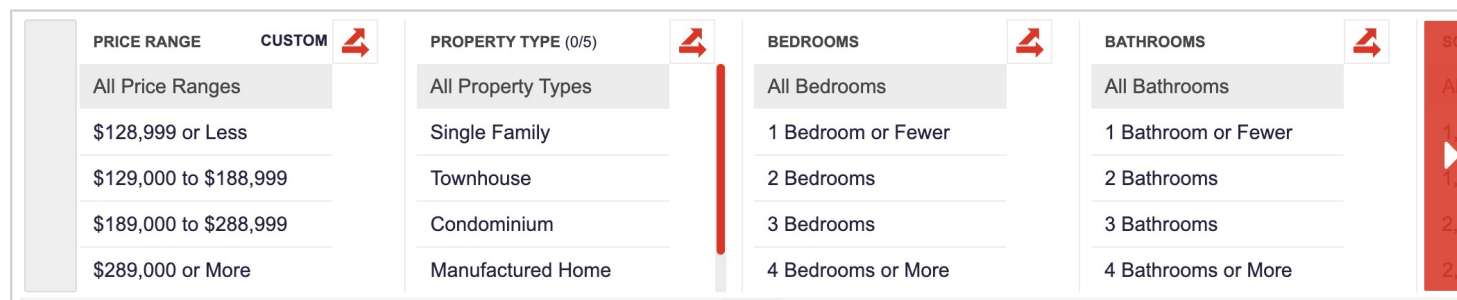 PRICE RANGE CUSTOM
All Price Ranges
$128,999 or Less
$129,000 to $188,999
$189,000 to $288,999
$289,000 or More
PROPERTY TYPE (0/5)
All Property Types
Single Family
Townhouse
Condominium
Manufactured Home
BEDROOMS
All Bedrooms
1 Bedroom or Fewer
2 Bedrooms
3 Bedrooms
4 Bedrooms or More
BATHROOMS
All Bathrooms
1 Bathroom or Fewer
2 Bathrooms
3 Bathrooms
4 Bathrooms or More